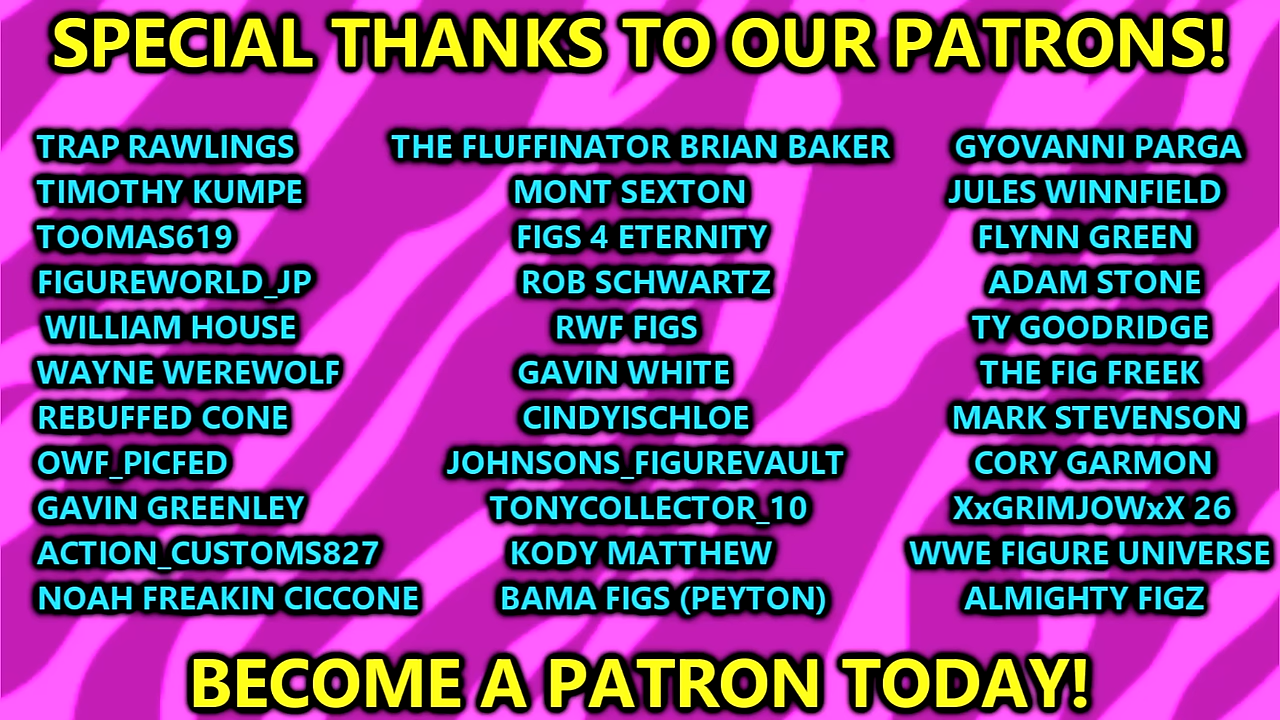 SPECIAL THANKS TO OUR PATRONS!
TRAP RAWLINGS
TIMOTHY KUMPE
TOOMAS619
FIGUREWORLD_JP
WILLIAM HOUSE
WAYNE WEREWOLF
REBUFFED CONE
OWF_PICFED
GAVIN GREENLEY
ACTION_CUSTOMS827
NOAH FREAKIN CICCONE
THE FLUFFINATOR BRIAN BAKER
MONT SEXTON
FIGS 4 ETERNITY
ROB SCHWARTZ
RWF FIGS
GAVIN WHITE
CINDYISCHLOE
JOHNSONS_FIGUREVAULT
TONYCOLLECTOR_10
KODY MATTHEW
BAMA FIGS (PEYTON)
GYOVANNI PARGA
JULES WINNFIELD
FLYNN GREEN
ADAM STONE
TY GOODRIDGE
THE FIG FREEK
MARK STEVENSON
CORY GARMON
XxGRIMJOWxX 26
WWE FIGURE UNIVERSE
ALMIGHTY FIGZ
BECOME A PATRON TODAY!